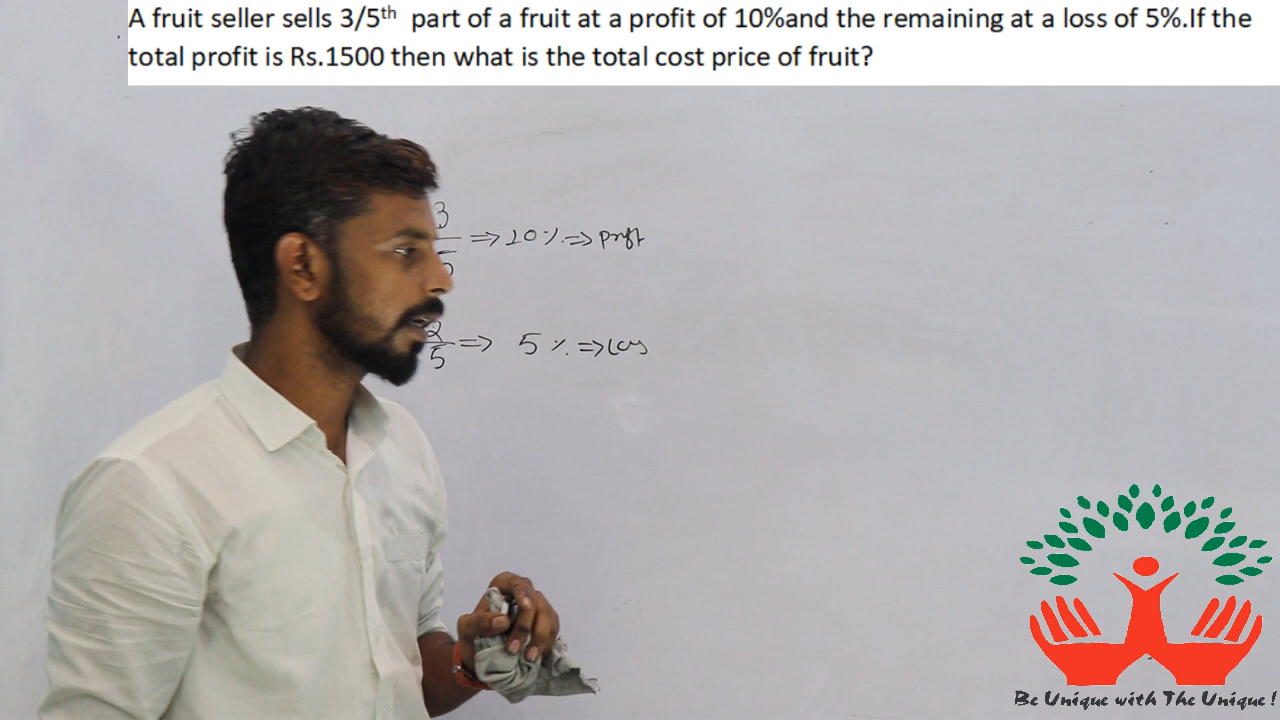 A fruit seller sells 3/5th part of a fruit at a profit of 10%and the remaining at a loss of 5%.If the
total profit is Rs.1500 then what is the total cost price of fruit?
3/5 ⇒ 10% ⇒ profit
2/5 ⇒ 5% ⇒ loss
Be Unique with The Unique!